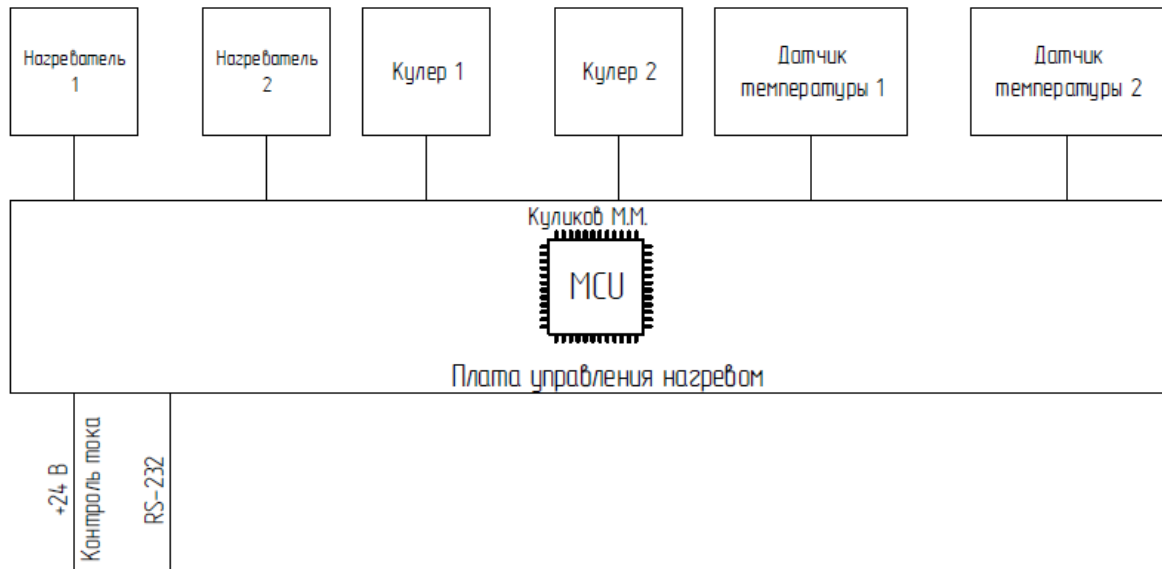 Нагреватель
1
Нагреватель
2
Кулер 1
Кулер 2
Датчик
температуры 1
Датчик
температуры 2
Куликов М.М.
MCU
Плата управления нагревом
+24 В
Контроль тока
RS-232